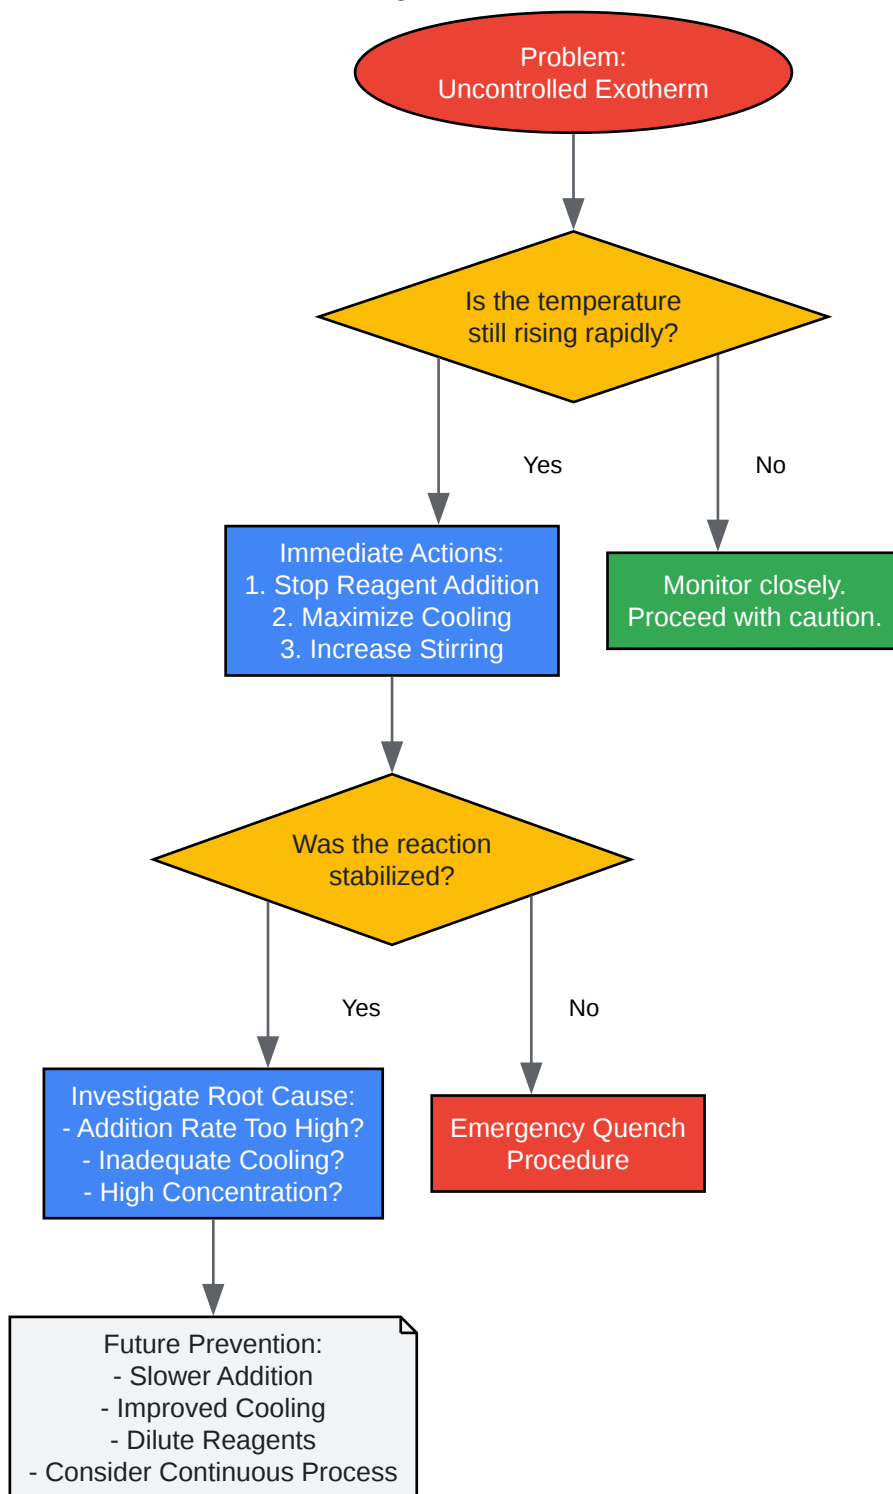 Problem:
Uncontrolled Exotherm
Is the temperature
still rising rapidly?
Yes
No
Immediate Actions:
1. Stop Reagent Addition
2. Maximize Cooling
3. Increase Stirring
Monitor closely.
Proceed with caution.
Was the reaction
stabilized?
Yes
No
Investigate Root Cause:
- Addition Rate Too High?
- Inadequate Cooling?
- High Concentration?
Emergency Quench
Procedure
Future Prevention:
- Slower Addition
- Improved Cooling
- Dilute Reagents
- Consider Continuous Process